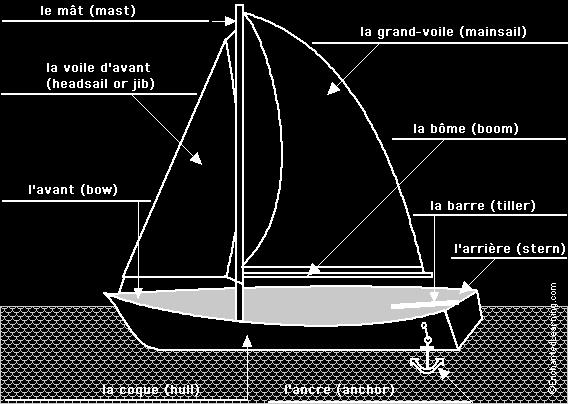 le mât (mast)
la grand-voile (mainsail)
la voile d'avant
(headsail or jib)
la bôme (boom)
l'avant (bow)
la barre (tiller)
l'arrière (stern)
©EnchantedLearning.com
la coque (hull)
l'ancre (anchor)